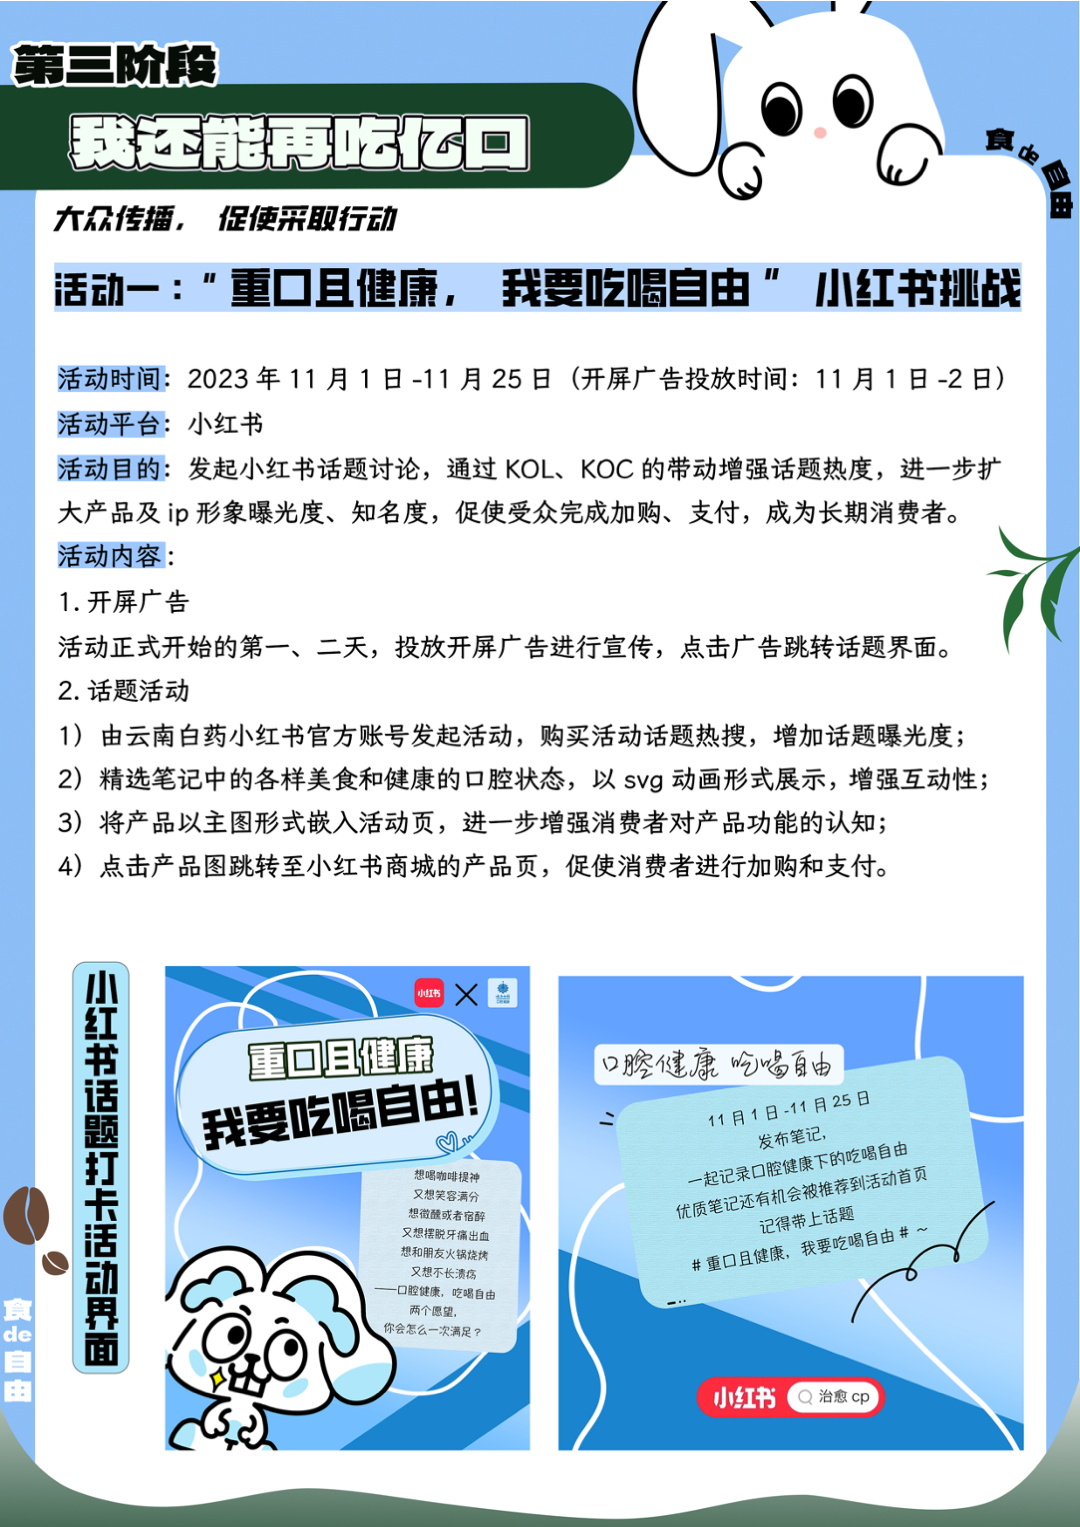 第三阶段
我还能再吃亿口
食de自由
大众传播， 促使采取行动
活动一：“重口且健康， 我要吃喝自由” 小红书挑战
活动时间：2023 年 11 月 1 日 -11 月 25 日（开屏广告投放时间：11 月 1 日 -2 日）
活动平台：小红书
活动目的：发起小红书话题讨论，通过 KOL、KOC 的带动增强话题热度，进一步扩
大产品及 ip 形象曝光度、知名度，促使受众完成加购、支付，成为长期消费者。
活动内容：
1. 开屏广告
活动正式开始的第一、二天，投放开屏广告进行宣传，点击广告跳转话题界面。
2. 话题活动
1）由云南白药小红书官方账号发起活动，购买活动话题热搜，增加话题曝光度；
2）精选笔记中的各样美食和健康的口腔状态，以 svg 动画形式展示，增强互动性；
3）将产品以主图形式嵌入活动页，进一步增强消费者对产品功能的认知；
4）点击产品图跳转至小红书商城的产品页，促使消费者进行加购和支付。
小红书话题打卡活动界面
小红书
重口且健康
我要吃喝自由！
想喝咖啡提神
又想笑容满分
想微醺或者宿醉
又想摆脱牙痛出血
想和朋友火锅烧烤
又想不长溃疡
——口腔健康，吃喝自由
两个愿望，
你会怎么一次满足？
口腔健康 吃喝自由
11 月 1 日 -11 月 25 日
发布笔记，
一起记录口腔健康下的吃喝自由
优质笔记还有机会被推荐到活动首页
记得带上话题
# 重口且健康，我要吃喝自由 # ~
小红书 治愈 cp
食de自由